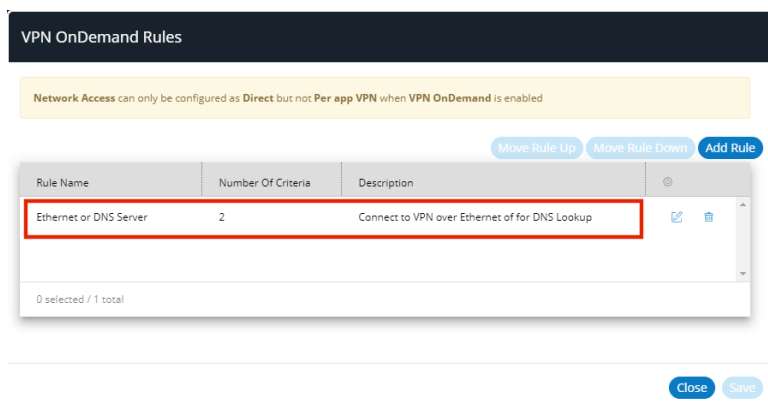 VPN OnDemand Rules
Network Access can only be configured as Direct but not Per app VPN when VPN OnDemand is enabled
Move Rule Up Move Rule Down Add Rule
Rule Name Number Of Criteria Description
Ethernet or DNS Server 2 Connect to VPN over Ethernet of for DNS Lookup
0 selected / 1 total
Close Save